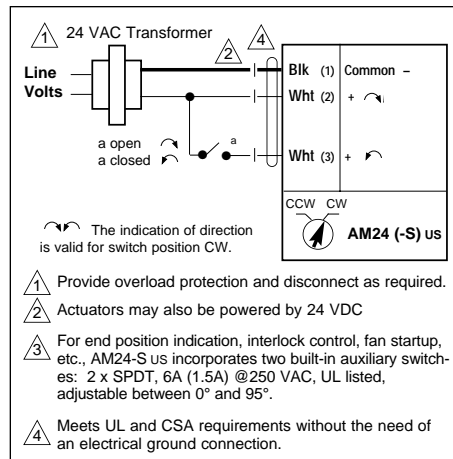 1 24 VAC Transformer
2
4
Line
Volts
Blk (1) Common –
Wht (2) +
a open
a closed
a
Wht (3) +
CCW CW
AM24 (-S) US
The indication of direction
is valid for switch position CW.
1 Provide overload protection and disconnect as required.
2 Actuators may also be powered by 24 VDC
3 For end position indication, interlock control, fan startup,
etc., AM24-S US incorporates two built-in auxiliary switch-
es: 2 x SPDT, 6A (1.5A) @250 VAC, UL listed,
adjustable between 0° and 95°.
4 Meets UL and CSA requirements without the need of
an electrical ground connection.